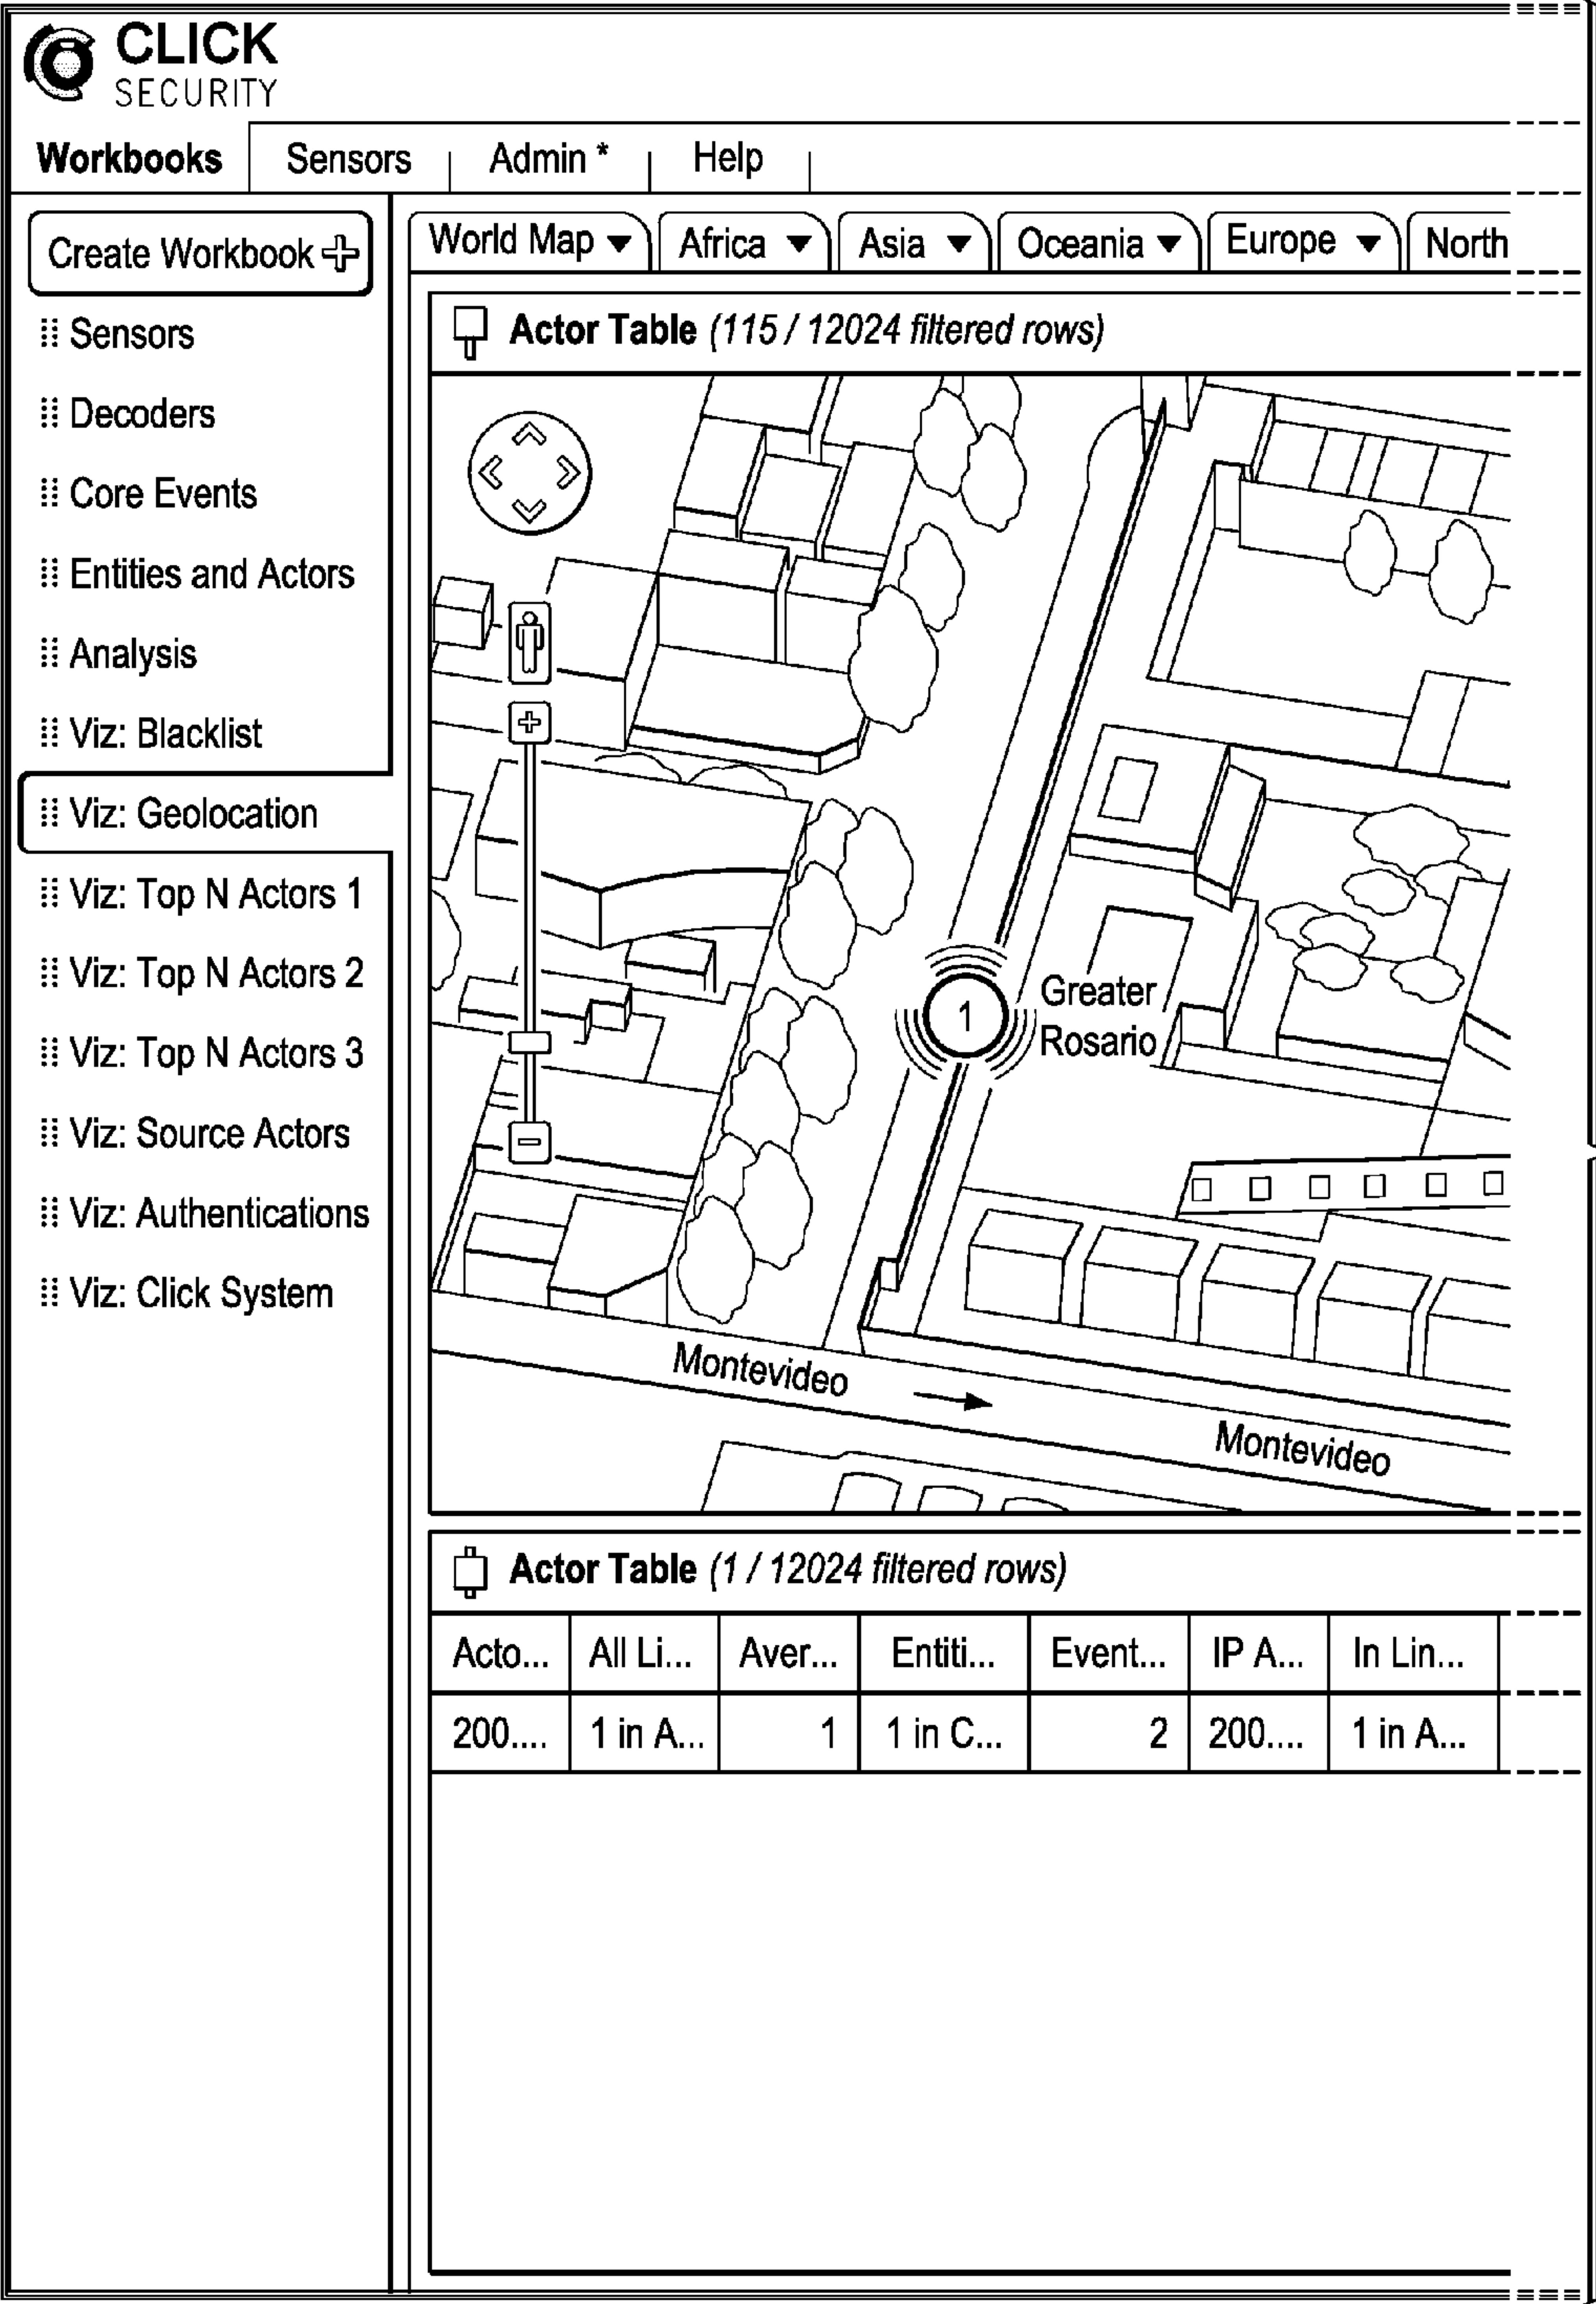 CLICK
SECURITY
Workbooks Sensors Admin * Help
Create Workbook
World Map Africa Asia Oceania Europe North
Sensors
Decoders
Core Events
Entities and Actors
Analysis
Viz: Blacklist
Viz: Geolocation
Viz: Top N Actors 1
Viz: Top N Actors 2
Viz: Top N Actors 3
Viz: Source Actors
Viz: Authentications
Viz: Click System
Actor Table (115 / 12024 filtered rows)
1
Greater
Rosario
Montevideo
Montevideo
Actor Table (1 / 12024 filtered rows)
Acto... All Li... Aver... Entiti... Event... IP A... In Lin...
200.... 1 in A... 1 1 in C... 2 200.... 1 in A...